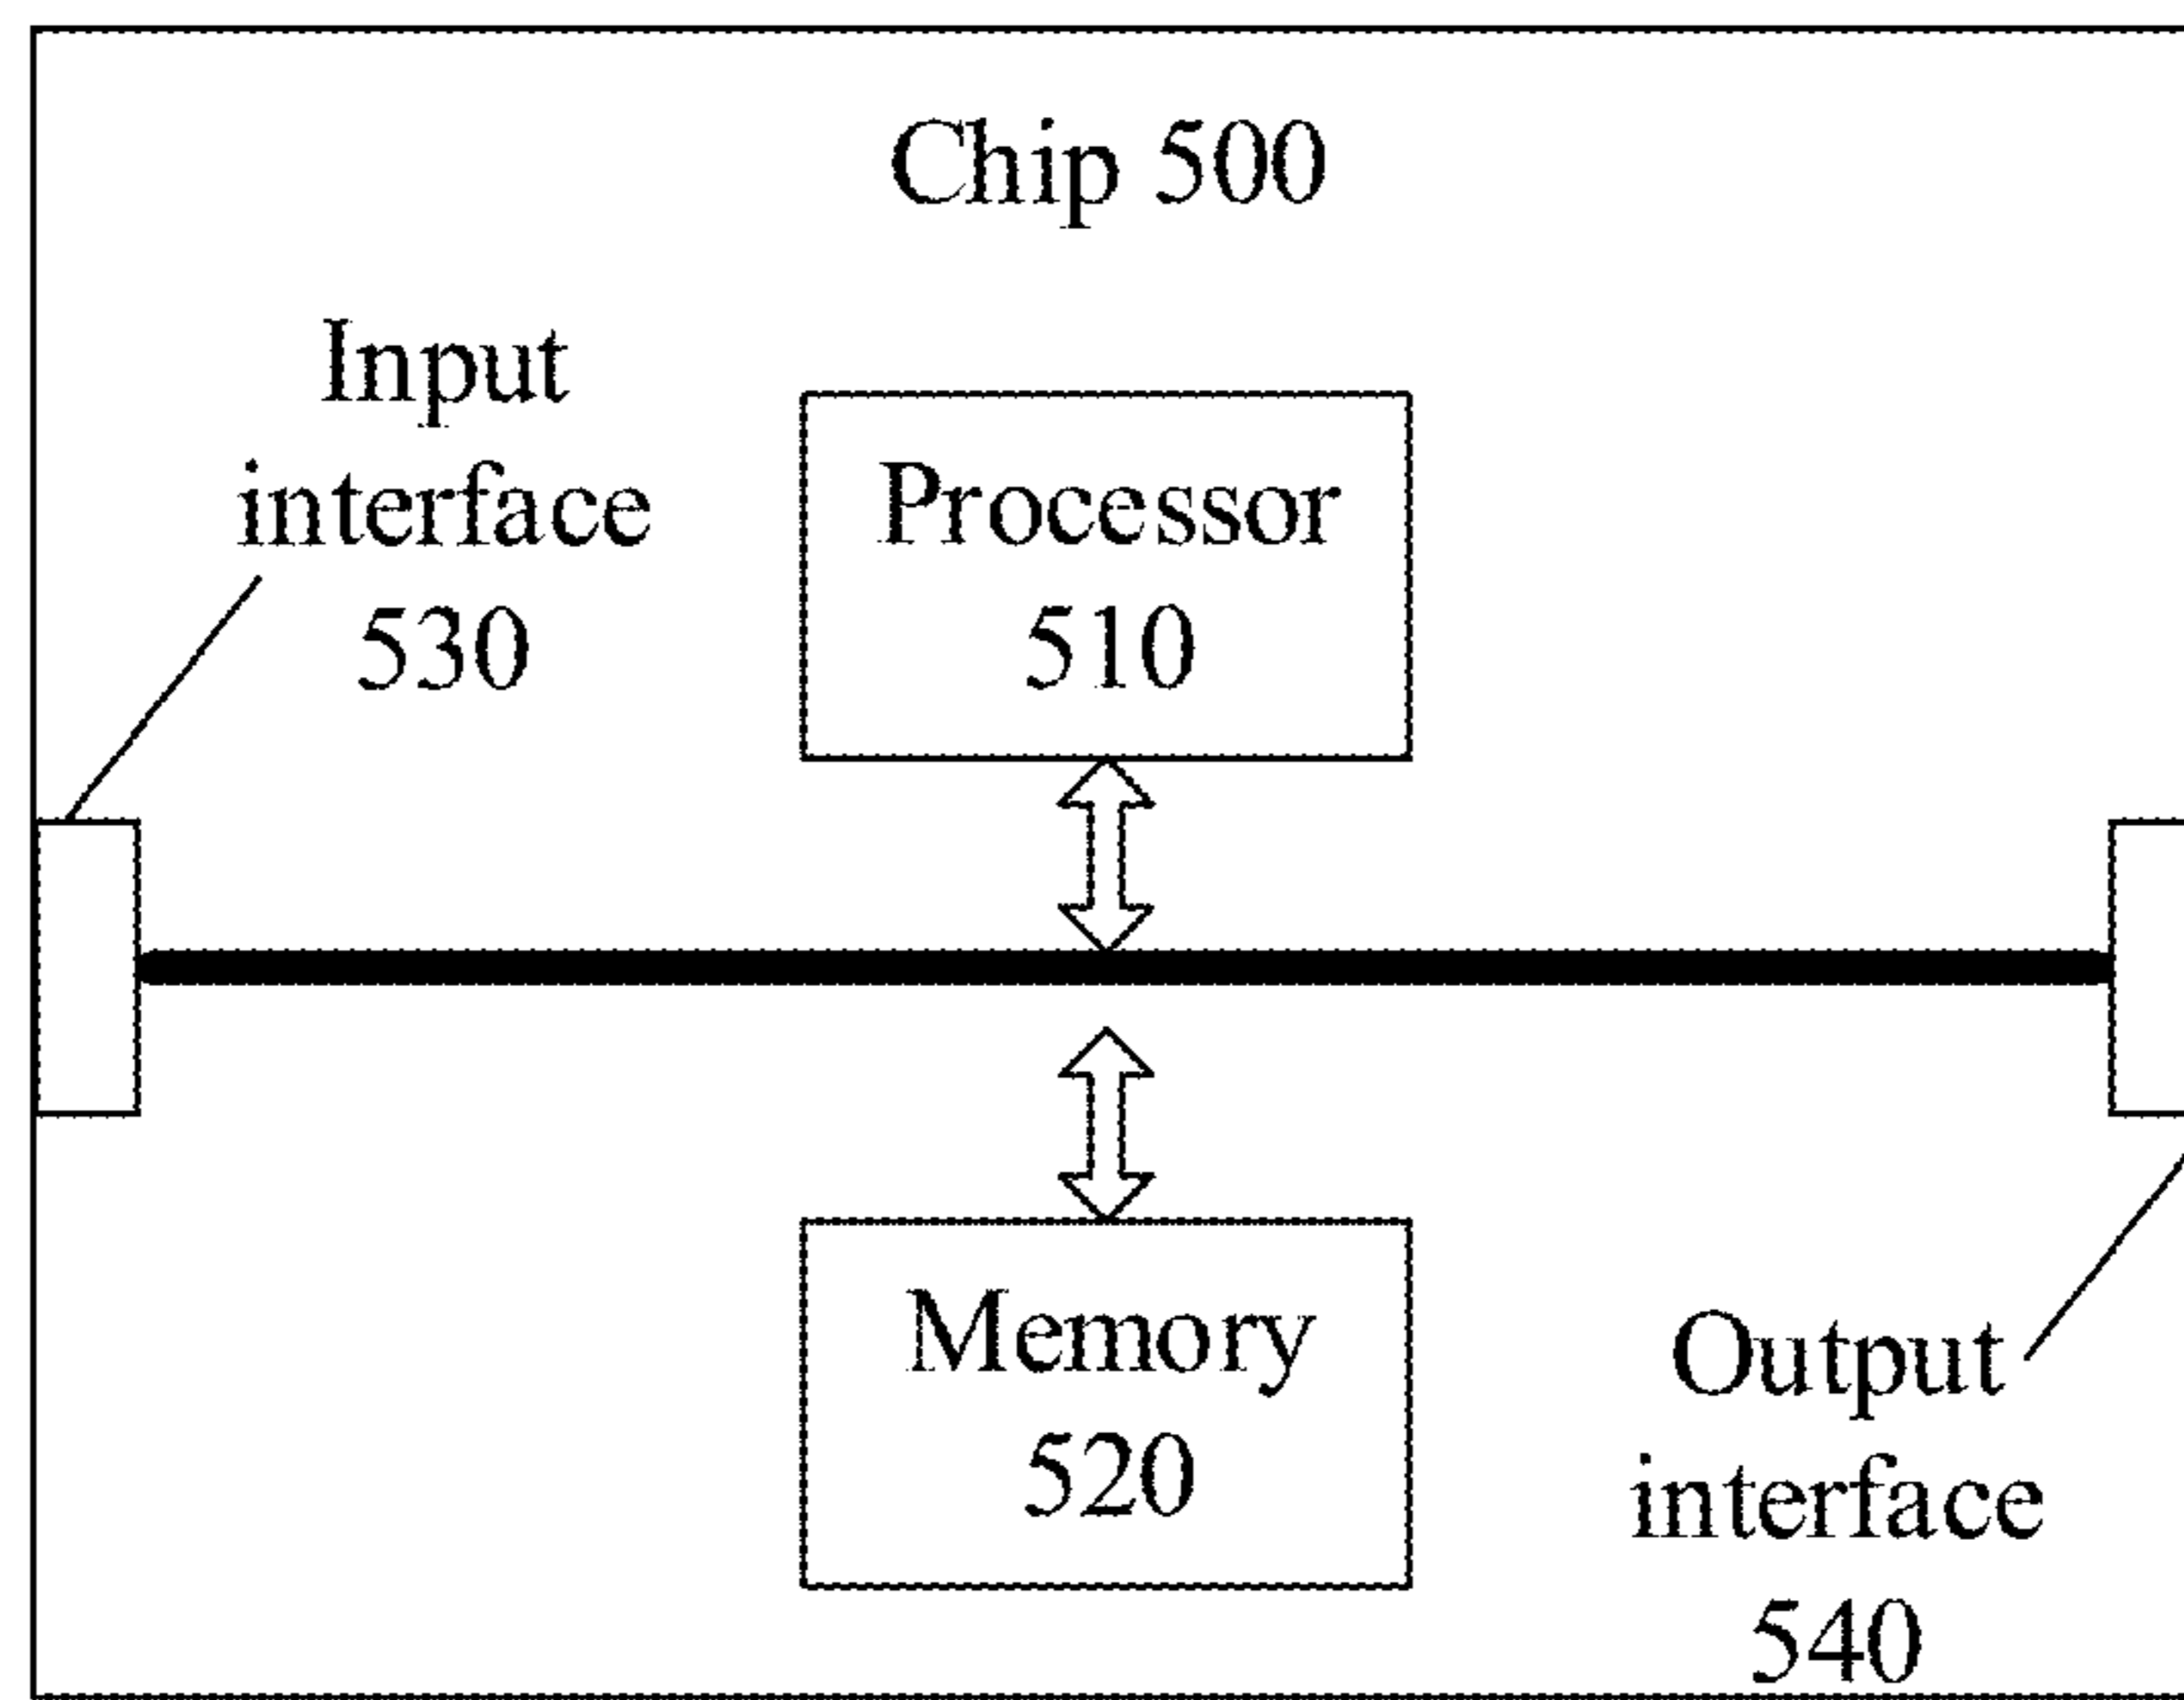 Chip 500
Input
interface
530
Processor
510
Memory
520
Output
interface
540